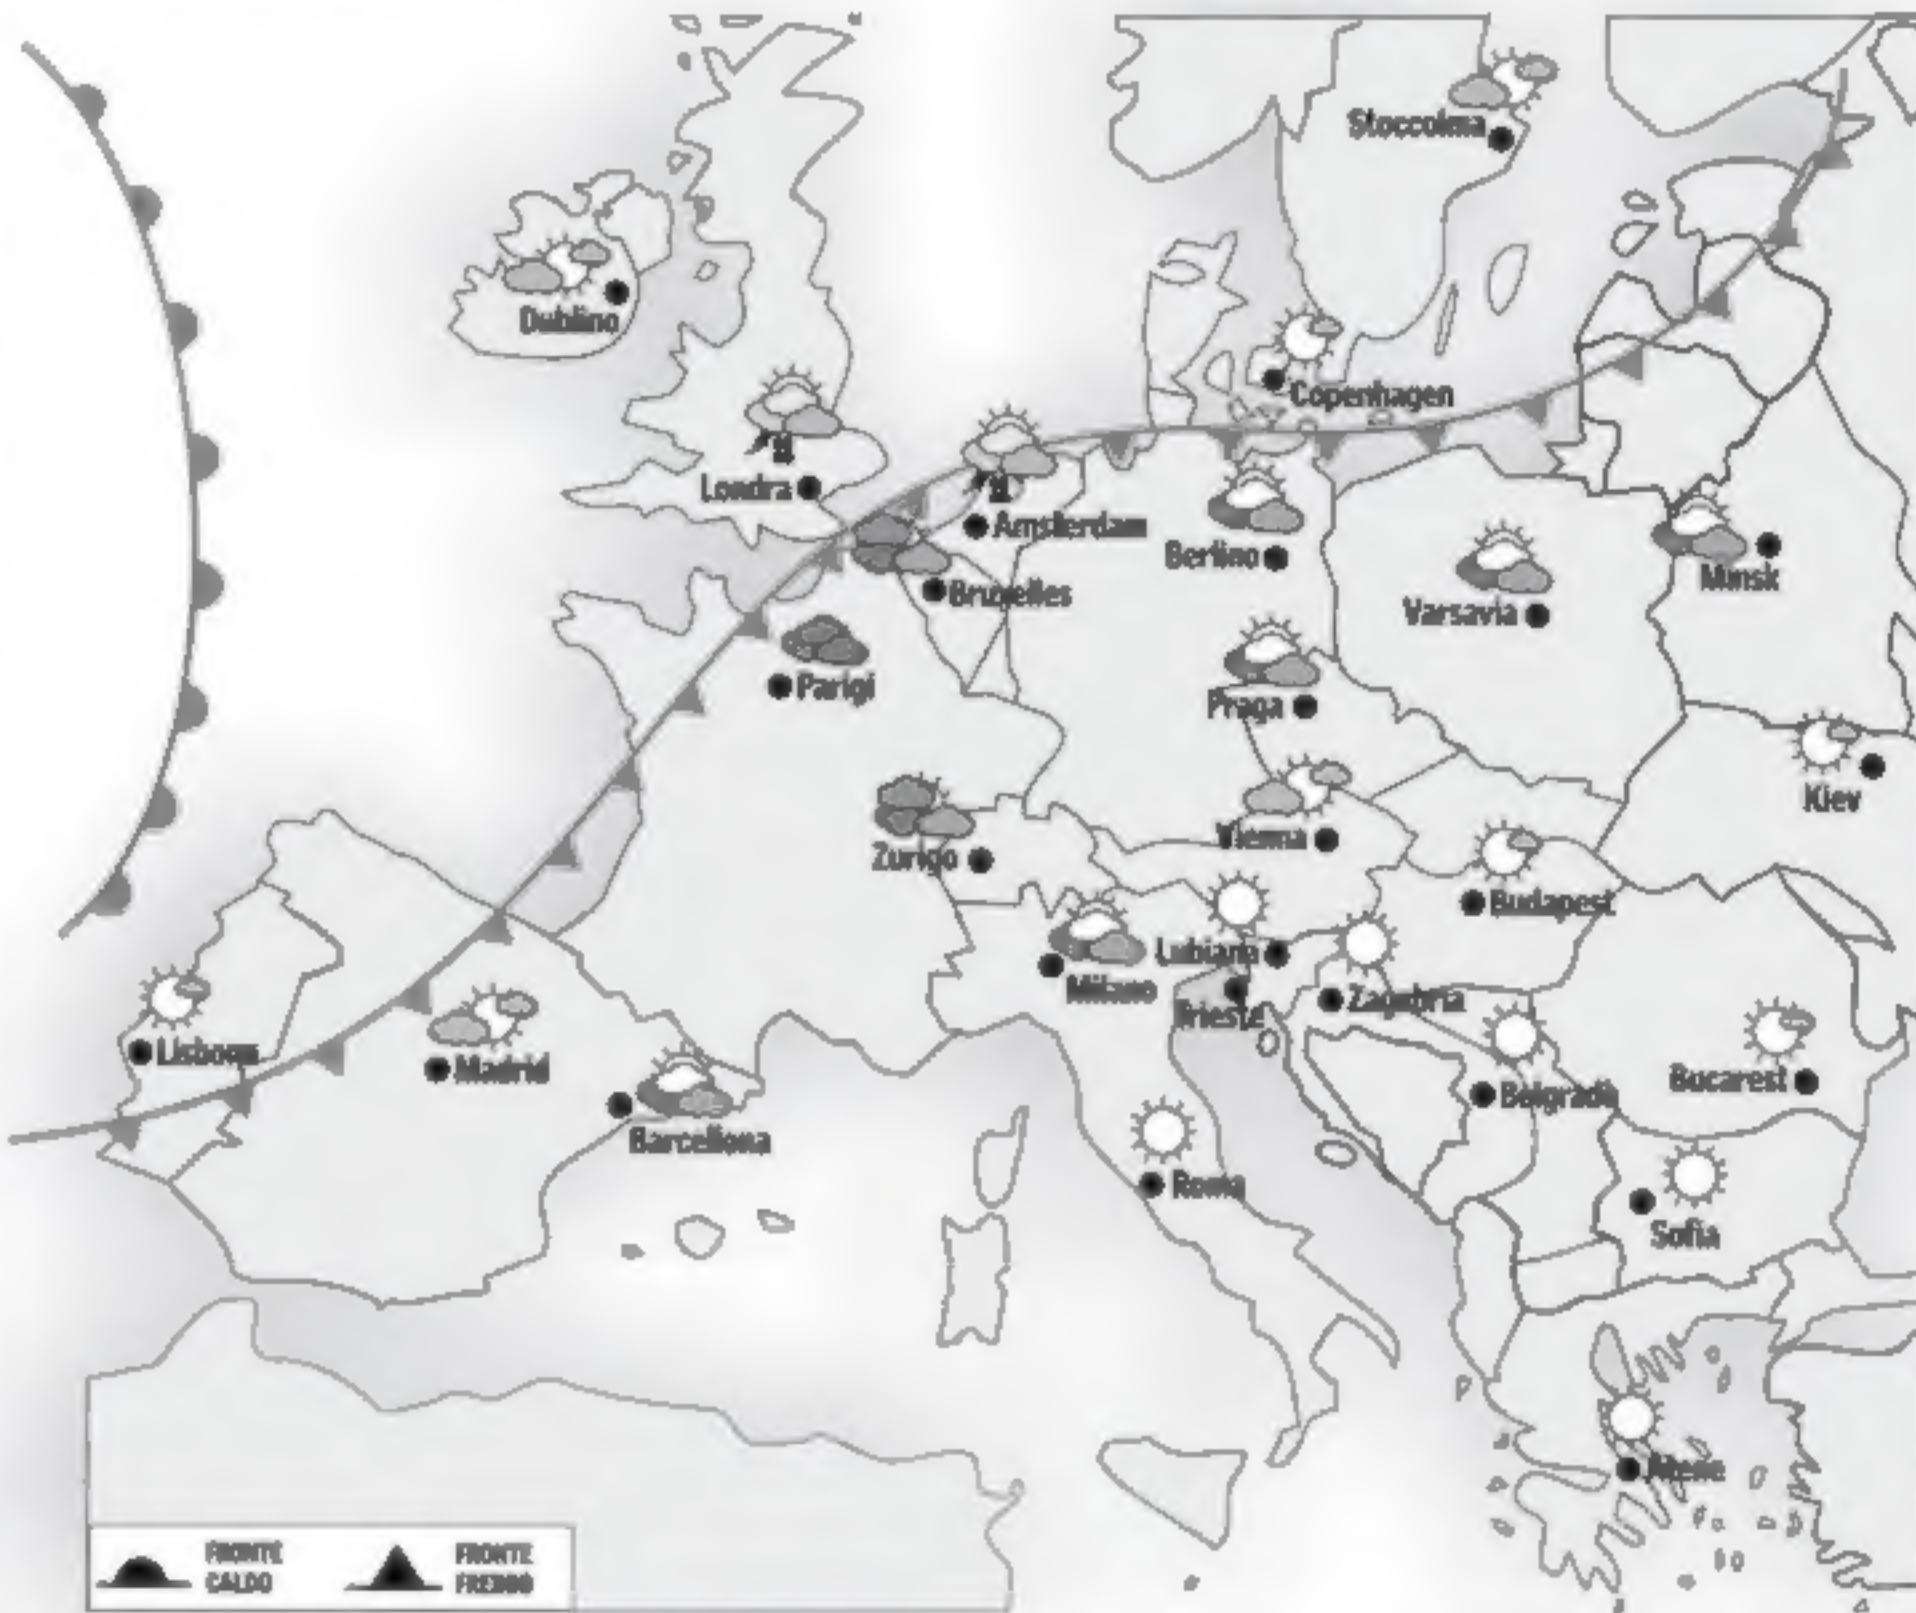 Stoccolma
Dublino
Copenhagen
Londra
Amsterdam
Berlino
Minsk
Bruxelles
Varsavia
Parigi
Praga
Kiev
Vienna
Zurigo
Budapest
Lubiana
Milano
Zagabria
Trieste
Lisbona
Madrid
Bucarest
Belgrado
Barcellona
Roma
Sofia
Atene
FRONTE
CALDO
FRONTE
FREDDO